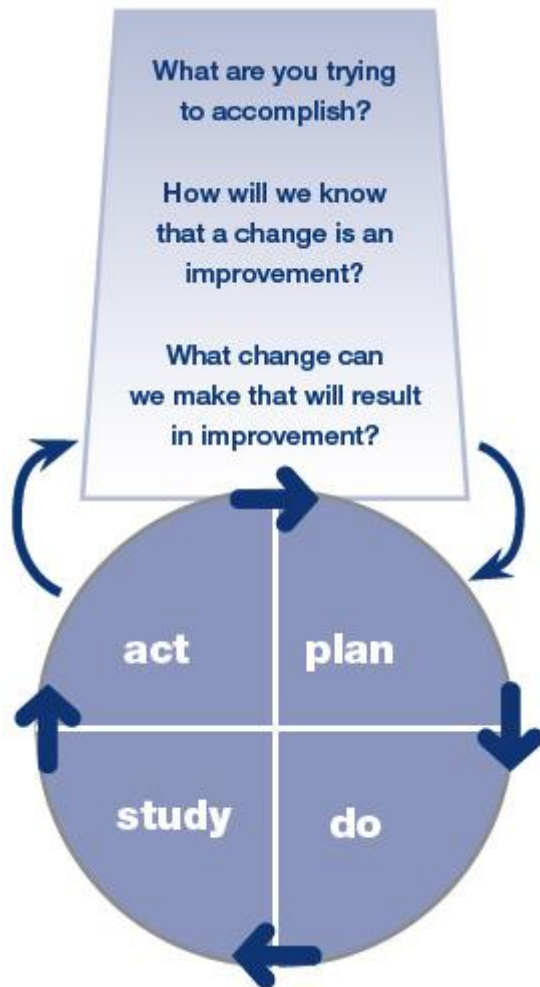 What are you trying
to accomplish?
How will we know
that a change is an
improvement?
What change can
we make that will result
in improvement?
act
plan
study
do